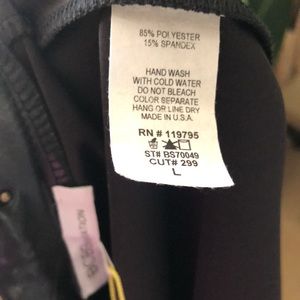 85% POLYESTER
15% SPANDEX
HAND WASH
WITH COLD WATER
DO NOT BLEACH
COLOR SEPARATE
HANG OR LINE DRY
MADE IN U.S.A.
RN # 119795
ST# BS70049
CUT# 299
L